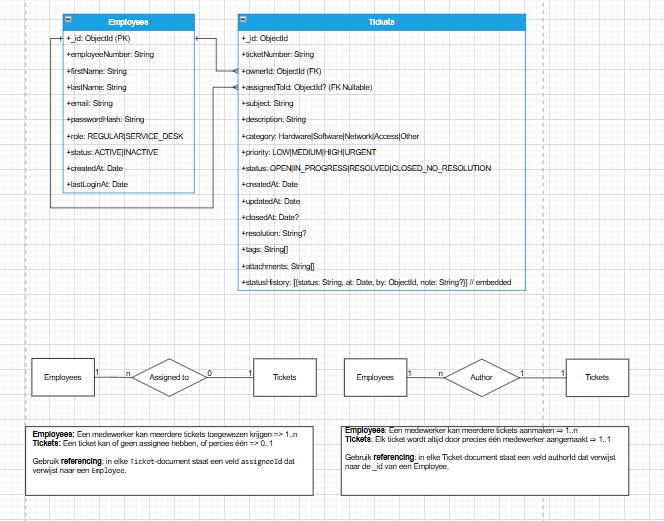 Employees
+_id: ObjectId (PK)
+employeeNumber: String
+firstName: String
+lastName: String
+email: String
+passwordHash: String
+role: REGULAR|SERVICE_DESK
+status: ACTIVE|INACTIVE
+createdAt: Date
+lastLoginAt: Date
Tickets
+_id: ObjectId
+ticketNumber: String
+ownerId: ObjectId (FK)
+assignedToId: ObjectId? (FK Nullable)
+subject: String
+description: String
+category: Hardware|Software|Network|Access|Other
+priority: LOW|MEDIUM|HIGH|URGENT
+status: OPEN|IN_PROGRESS|RESOLVED|CLOSED_NO_RESOLUTION
+createdAt: Date
+updatedAt: Date
+closedAt: Date?
+resolution: String?
+tags: String[]
+attachments: String[]
+statusHistory: [{status: String, at: Date, by: ObjectId, note: String?}] // embedded
Employees 1 n Assigned to 0 1 Tickets
Employees 1 n Author 1 1 Tickets
Employees: Een medewerker kan meerdere tickets toegewezen krijgen => 1..n
Tickets: Een ticket kan of geen assignee hebben, of percies één => 0..1
Gebruik referencing: in elke Ticket-document staat een veld assigneeId dat
verwijst naar een Employee.
Employees: Een medewerker kan meerdere tickets aanmaken ⇒ 1..n
Tickets: Elk ticket wordt altijd door precies één medewerker aangemaakt ⇒ 1..1
Gebruik referencing: in elke Ticket-document staat een veld authorId dat verwijst
naar de _id van een Employee.